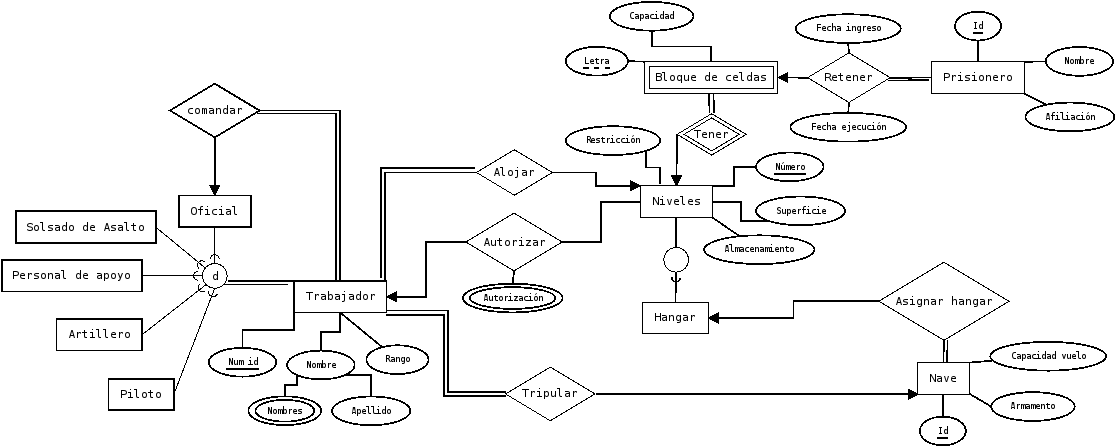 Capacidad
Id
Fecha ingreso
Letra
Nombre
Bloque de celdas
Retener
Prisionero
comandar
Afiliación
Fecha ejecución
Tener
Restricción
Número
Alojar
Niveles
Oficial
Superficie
Solsado de Asalto
Autorizar
Almacenamiento
Personal de apoyo
d
Trabajador
Autorización
Asignar hangar
Hangar
Artillero
Num id
Nombre
Rango
Capacidad vuelo
Nave
Piloto
Tripular
Nombres
Apellido
Armamento
Id